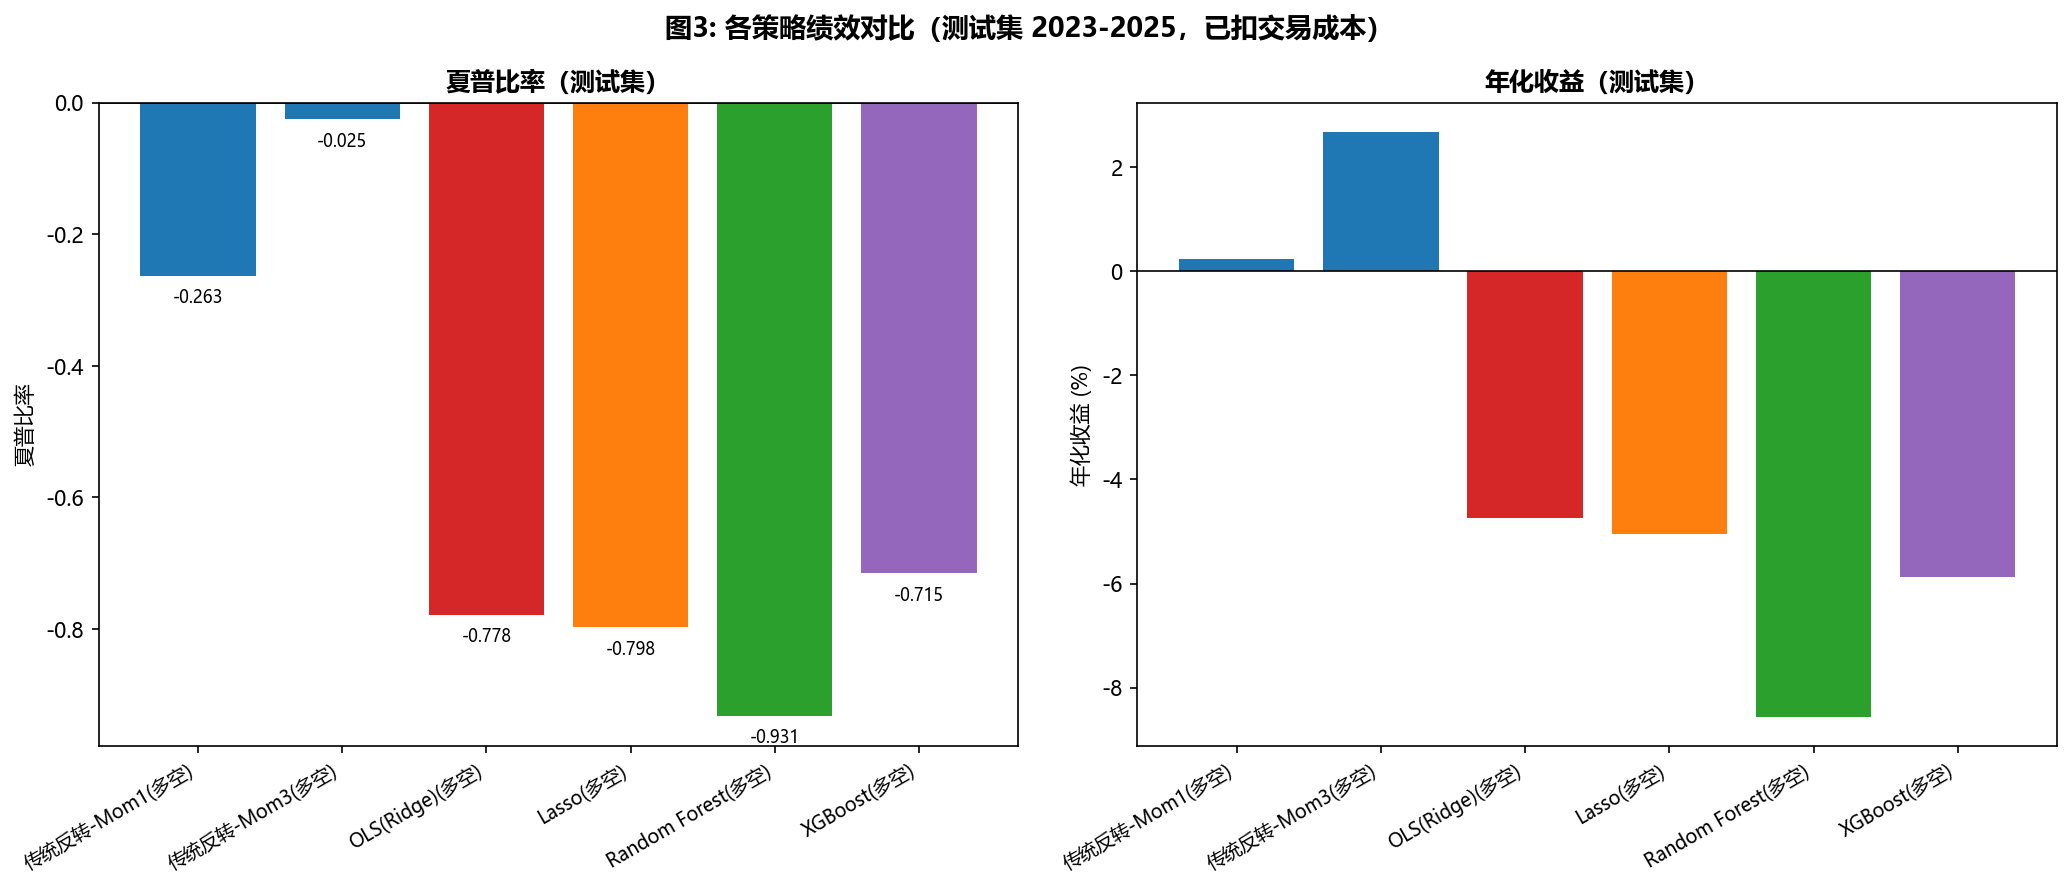 图3: 各策略绩效对比（测试集 2023-2025，已扣交易成本）
夏普比率（测试集）
夏普比率
0.0
-0.2
-0.4
-0.6
-0.8
-0.263
-0.025
-0.778
-0.798
-0.931
-0.715
传统反转-Mom1(多空)
传统反转-Mom3(多空)
OLS(Ridge)(多空)
Lasso(多空)
Random Forest(多空)
XGBoost(多空)
年化收益（测试集）
年化收益 (%)
2
0
-2
-4
-6
-8
传统反转-Mom1(多空)
传统反转-Mom3(多空)
OLS(Ridge)(多空)
Lasso(多空)
Random Forest(多空)
XGBoost(多空)